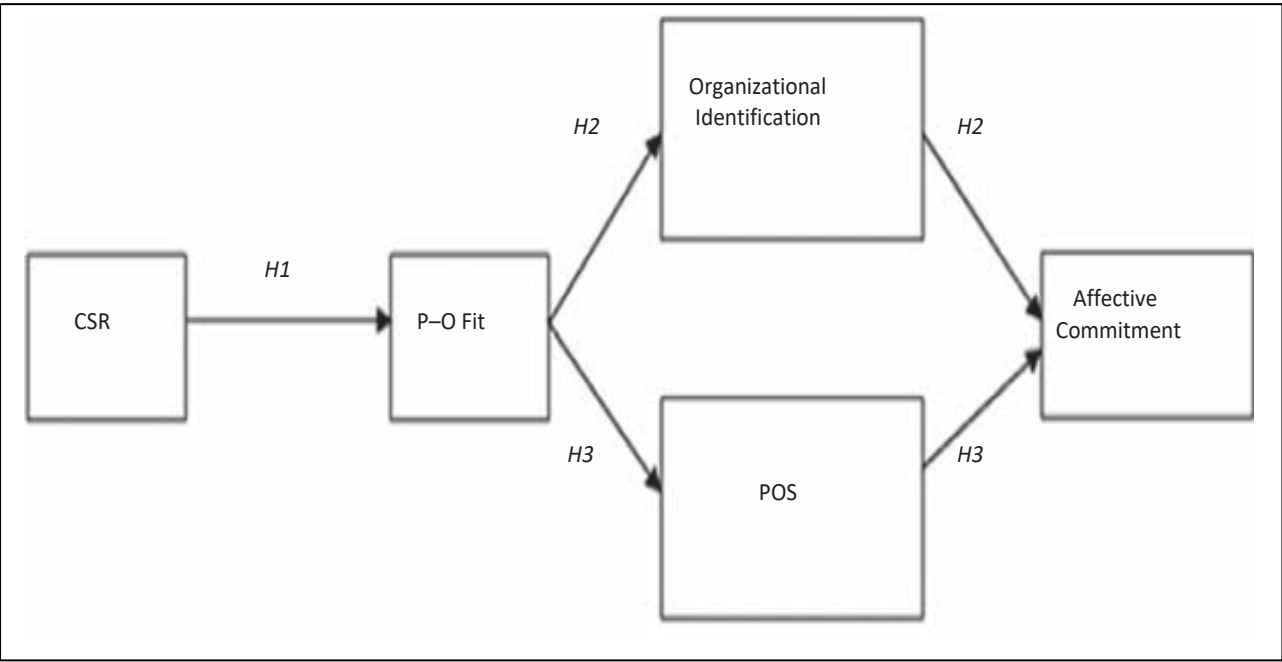 Organizational
Identification
H2
H2
H1
CSR
P–O Fit
Affective
Commitment
H3
H3
POS